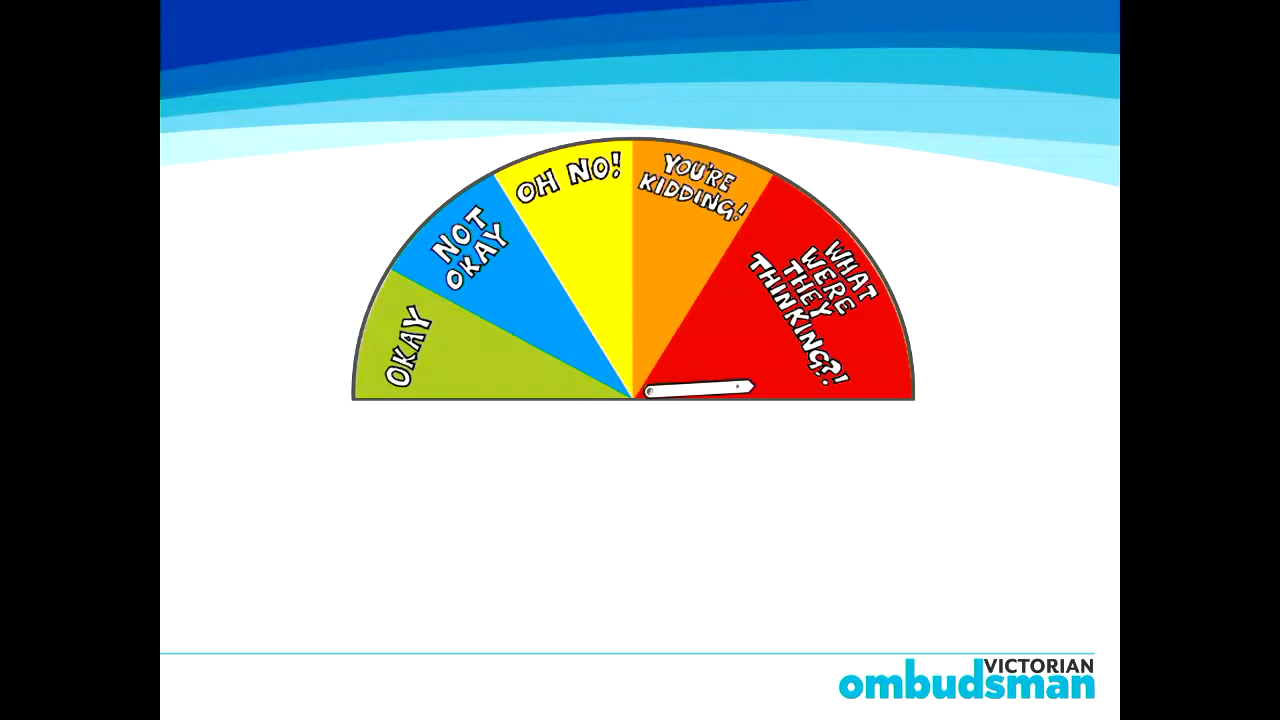 OKAY
NOT
OKAY
OH NO!
YOU'RE
KIDDING!
WHAT
WERE
THEY
THINKING?!
VICTORIAN
ombudsman